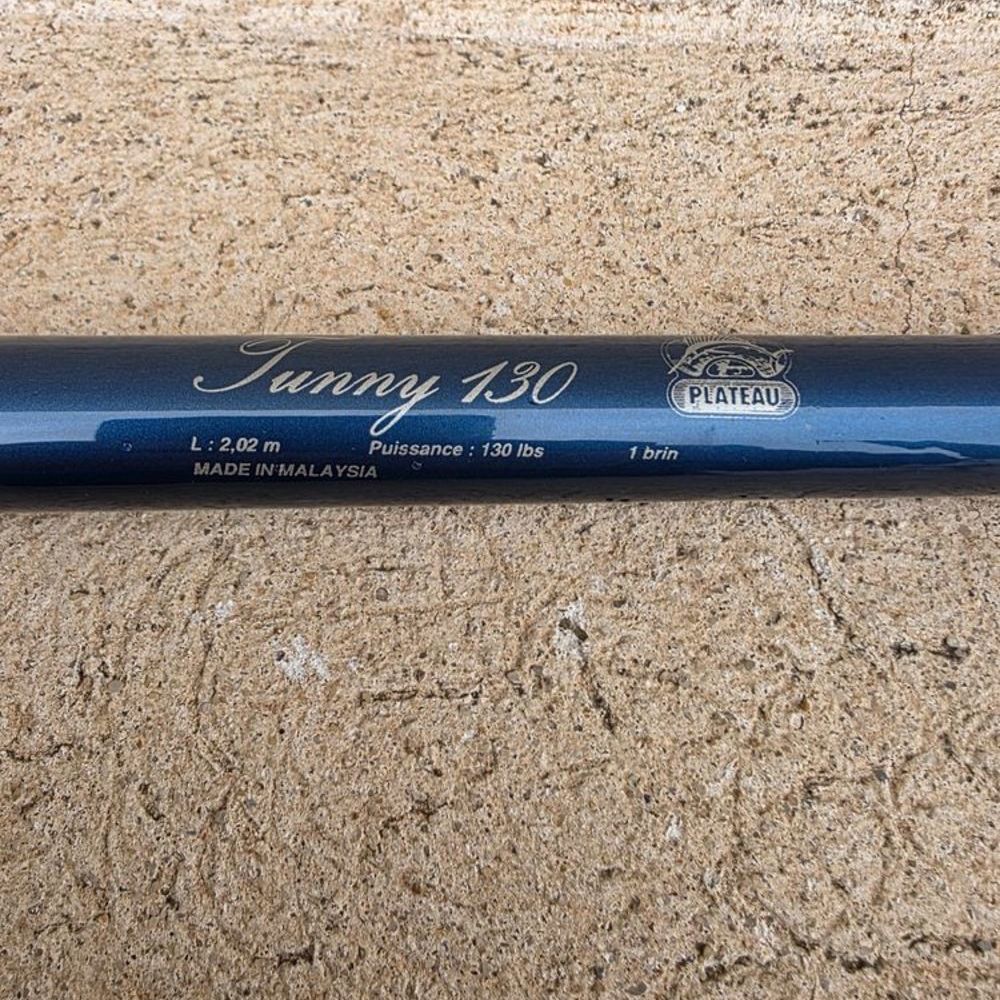 Tunny 130
PLATEAU
L : 2,02 m Puissance : 130 lbs 1 brin
MADE IN MALAYSIA